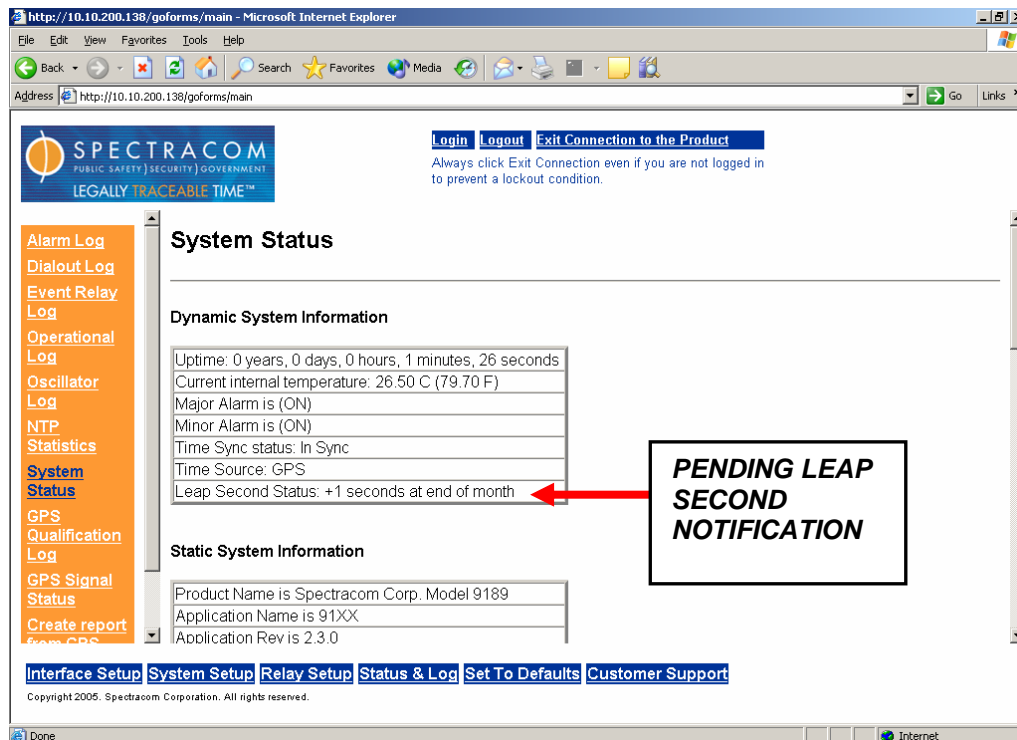 http://10.10.200.138/goforms/main - Microsoft Internet Explorer
File Edit View Favorites Tools Help
Back Search Favorites Media
Address http://10.10.200.138/goforms/main Go Links
SPECTRACOM
PUBLIC SAFETY ) SECURITY ) GOVERNMENT
LEGALLY TRACEABLE TIME™
Login Logout Exit Connection to the Product
Always click Exit Connection even if you are not logged in
to prevent a lockout condition.
Alarm Log
Dialout Log
Event Relay
Log
Operational
Log
Oscillator
Log
NTP
Statistics
System
Status
GPS
Qualification
Log
GPS Signal
Status
Create report
from GPS
System Status
Dynamic System Information
Uptime: 0 years, 0 days, 0 hours, 1 minutes, 26 seconds
Current internal temperature: 26.50 C (79.70 F)
Major Alarm is (ON)
Minor Alarm is (ON)
Time Sync status: In Sync
Time Source: GPS
Leap Second Status: +1 seconds at end of month
PENDING LEAP
SECOND
NOTIFICATION
Static System Information
Product Name is Spectracom Corp. Model 9189
Application Name is 91XX
Application Rev is 2.3.0
Interface Setup System Setup Relay Setup Status & Log Set To Defaults Customer Support
Copyright 2005. Spectracom Corporation. All rights reserved.
Done Internet